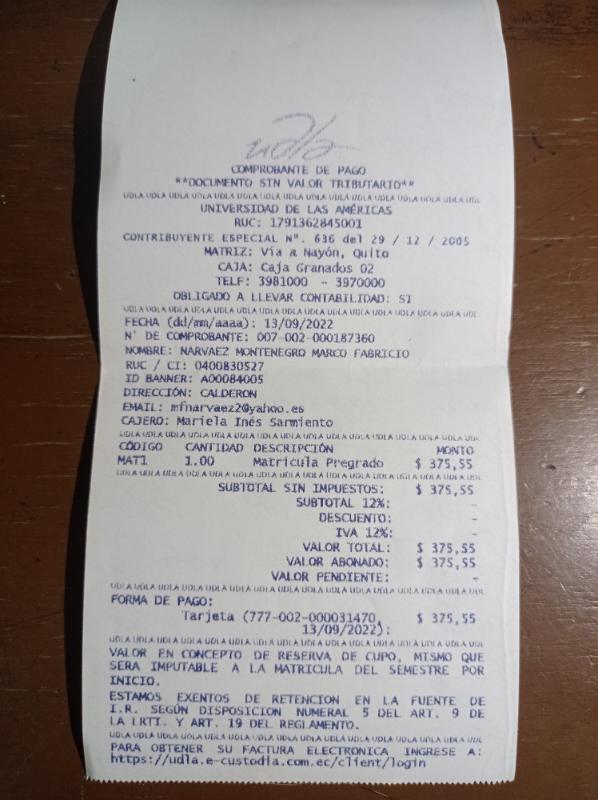 udla
COMPROBANTE DE PAGO
**DOCUMENTO SIN VALOR TRIBUTARIO**
UDLA UDLA UDLA UDLA UDLA UDLA UDLA UDLA UDLA UDLA UDLA UDLA UDLA UDLA UDL
UNIVERSIDAD DE LAS AMÉRICAS
RUC: 1791362845001
CONTRIBUYENTE ESPECIAL N°. 636 del 29 / 12 / 2005
MATRIZ: Vía a Nayón, Quito
CAJA: Caja Granados 02
TELF: 3981000 - 3970000
OBLIGADO A LLEVAR CONTABILIDAD: SI
UDLA UDLA UDLA UDLA UDLA UDLA UDLA UDLA UDLA UDLA UDLA UDLA UDLA UDLA UDL
FECHA (dd/mm/aaaa): 13/09/2022
N° DE COMPROBANTE: 007-002-000187360
NOMBRE: NARVAEZ MONTENEGRO MARCO FABRICIO
RUC / CI: 0400830527
ID BANNER: A00084005
DIRECCIÓN: CALDERON
EMAIL: mfnarvaez2@yahoo.es
CAJERO: Mariela Inés Sarmiento
UDLA UDLA UDLA UDLA UDLA UDLA UDLA UDLA UDLA UDLA UDLA UDLA UDLA UDLA UDL
CÓDIGO CANTIDAD DESCRIPCIÓN MONTO
MAT1 1.00 Matricula Pregrado $ 375,55
UDLA UDLA UDLA UDLA UDLA UDLA UDLA UDLA UDLA UDLA UDLA UDLA UDLA UDLA UDL
SUBTOTAL SIN IMPUESTOS: $ 375,55
SUBTOTAL 12%: -
DESCUENTO: -
IVA 12%: -
VALOR TOTAL: $ 375,55
VALOR ABONADO: $ 375,55
VALOR PENDIENTE: -
UDLA UDLA UDLA UDLA UDLA UDLA UDLA UDLA UDLA UDLA UDLA UDLA UDLA UDLA UDL
FORMA DE PAGO:
Tarjeta (777-002-000031470, $ 375,55
13/09/2022):
UDLA UDLA UDLA UDLA UDLA UDLA UDLA UDLA UDLA UDLA UDLA UDLA UDLA UDLA UDL
VALOR EN CONCEPTO DE RESERVA DE CUPO, MISMO QUE
SERA IMPUTABLE A LA MATRICULA DEL SEMESTRE POR
INICIO.
ESTAMOS EXENTOS DE RETENCION EN LA FUENTE DE
I.R. SEGÚN DISPOSICION NUMERAL 5 DEL ART. 9 DE
LA LRTI. Y ART. 19 DEL REGLAMENTO.
UDLA UDLA UDLA UDLA UDLA UDLA UDLA UDLA UDLA UDLA UDLA UDLA UDLA UDLA UDL
PARA OBTENER SU FACTURA ELECTRONICA INGRESE A:
https://udla.e-custodia.com.ec/client/login